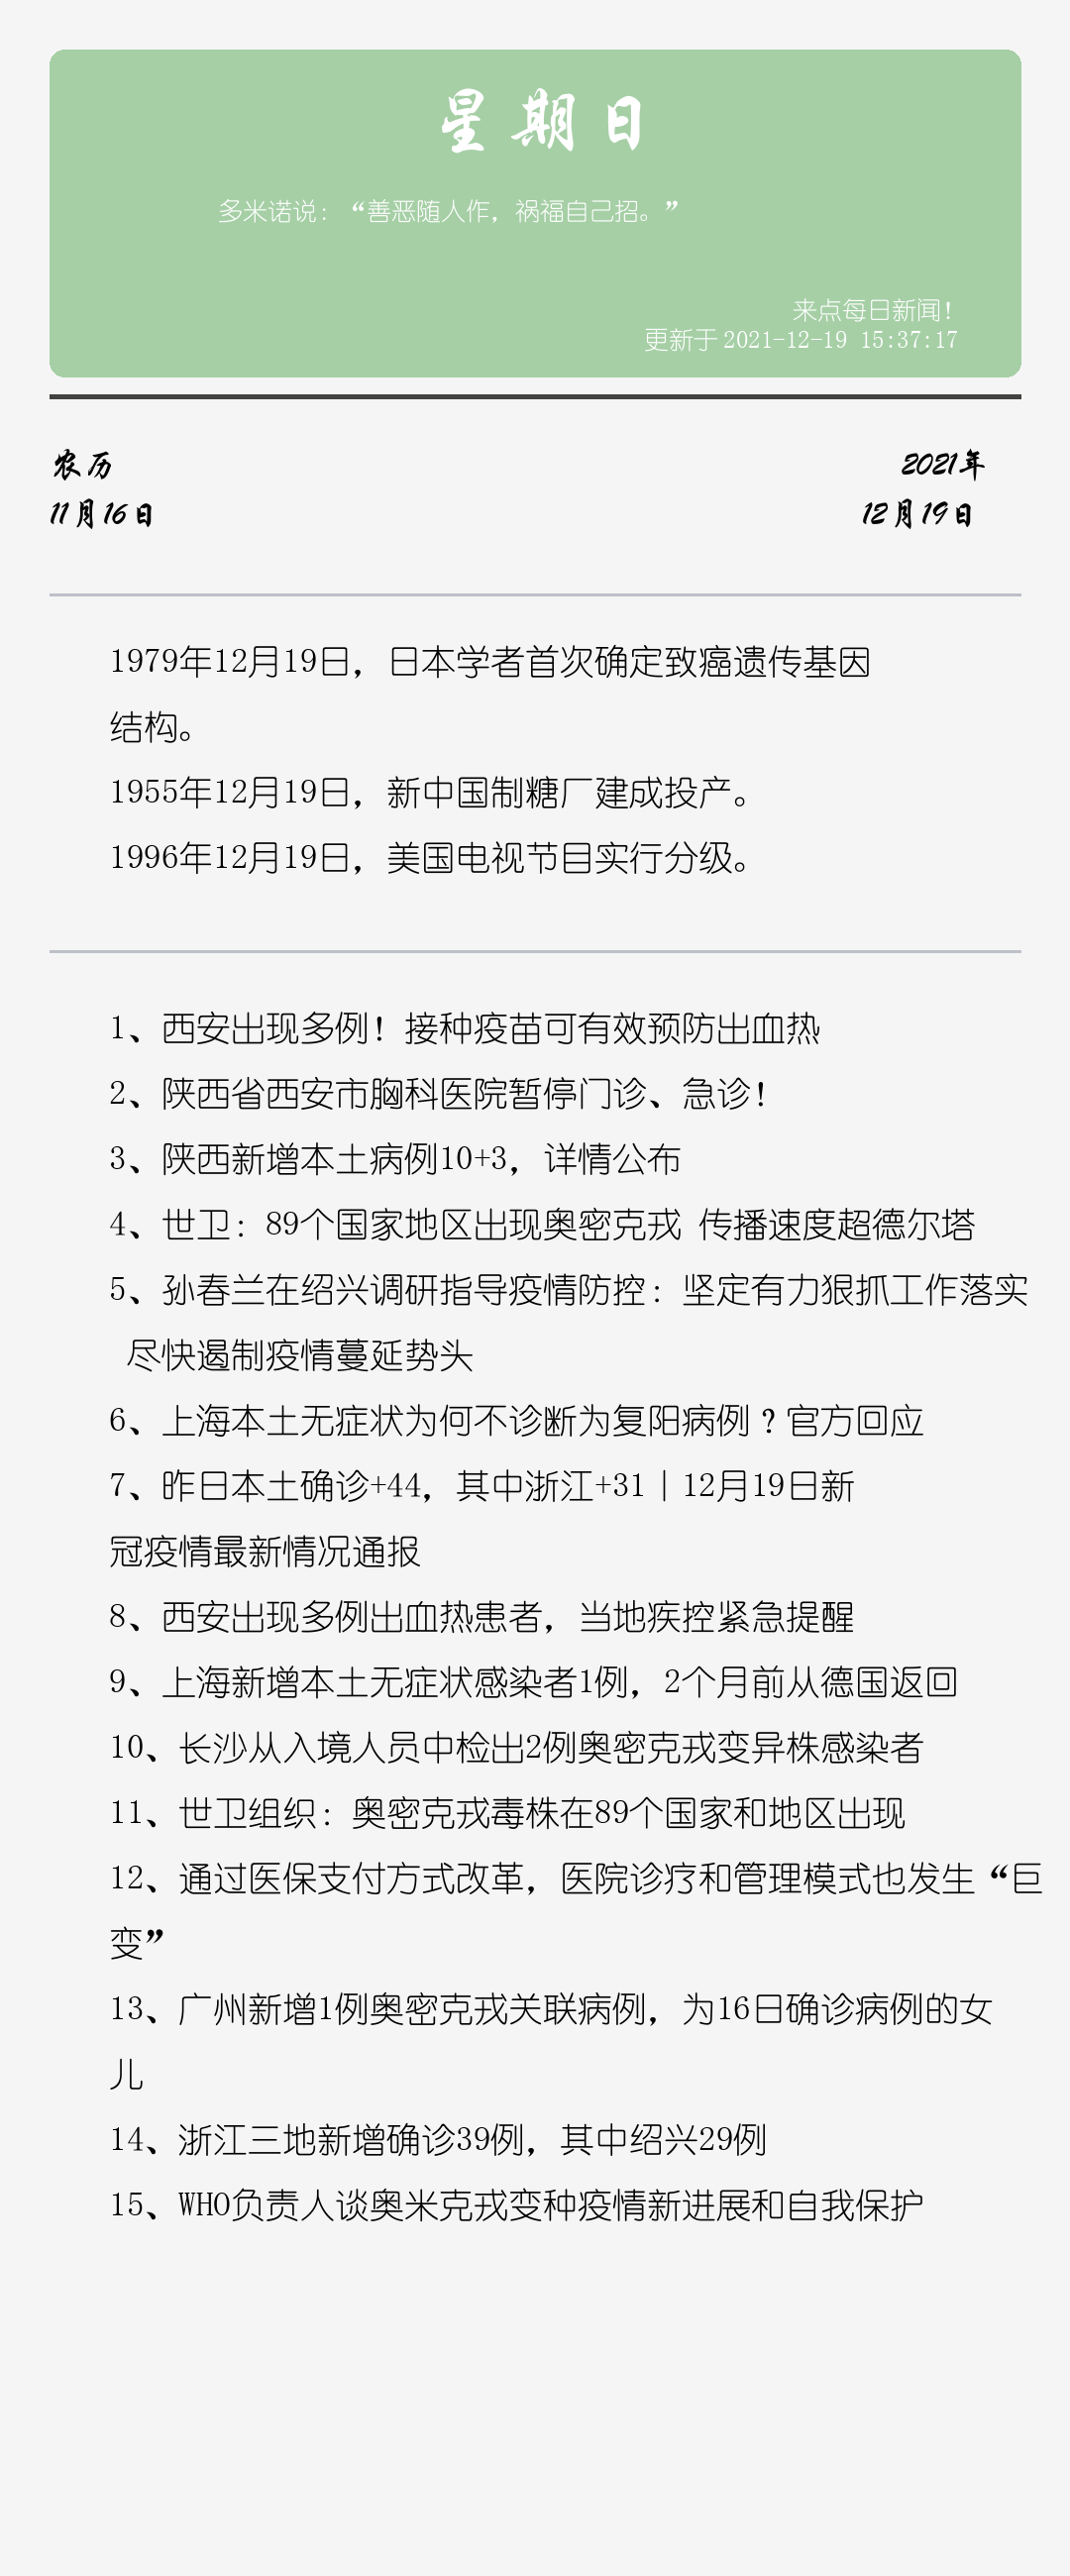 星期日
多米诺说：“善恶随人作，祸福自己招。”
来点每日新闻！
更新于 2021-12-19 15:37:17
农历
11月16日
2021年
12月19日
1979年12月19日，日本学者首次确定致癌遗传基因
结构。
1955年12月19日，新中国制糖厂建成投产。
1996年12月19日，美国电视节目实行分级。
1、西安出现多例！接种疫苗可有效预防出血热
2、陕西省西安市胸科医院暂停门诊、急诊！
3、陕西新增本土病例10+3，详情公布
4、世卫：89个国家地区出现奥密克戎 传播速度超德尔塔
5、孙春兰在绍兴调研指导疫情防控：坚定有力狠抓工作落实
尽快遏制疫情蔓延势头
6、上海本土无症状为何不诊断为复阳病例？官方回应
7、昨日本土确诊+44，其中浙江+31｜12月19日新
冠疫情最新情况通报
8、西安出现多例出血热患者，当地疾控紧急提醒
9、上海新增本土无症状感染者1例，2个月前从德国返回
10、长沙从入境人员中检出2例奥密克戎变异株感染者
11、世卫组织：奥密克戎毒株在89个国家和地区出现
12、通过医保支付方式改革，医院诊疗和管理模式也发生“巨
变”
13、广州新增1例奥密克戎关联病例，为16日确诊病例的女
儿
14、浙江三地新增确诊39例，其中绍兴29例
15、WHO负责人谈奥米克戎变种疫情新进展和自我保护